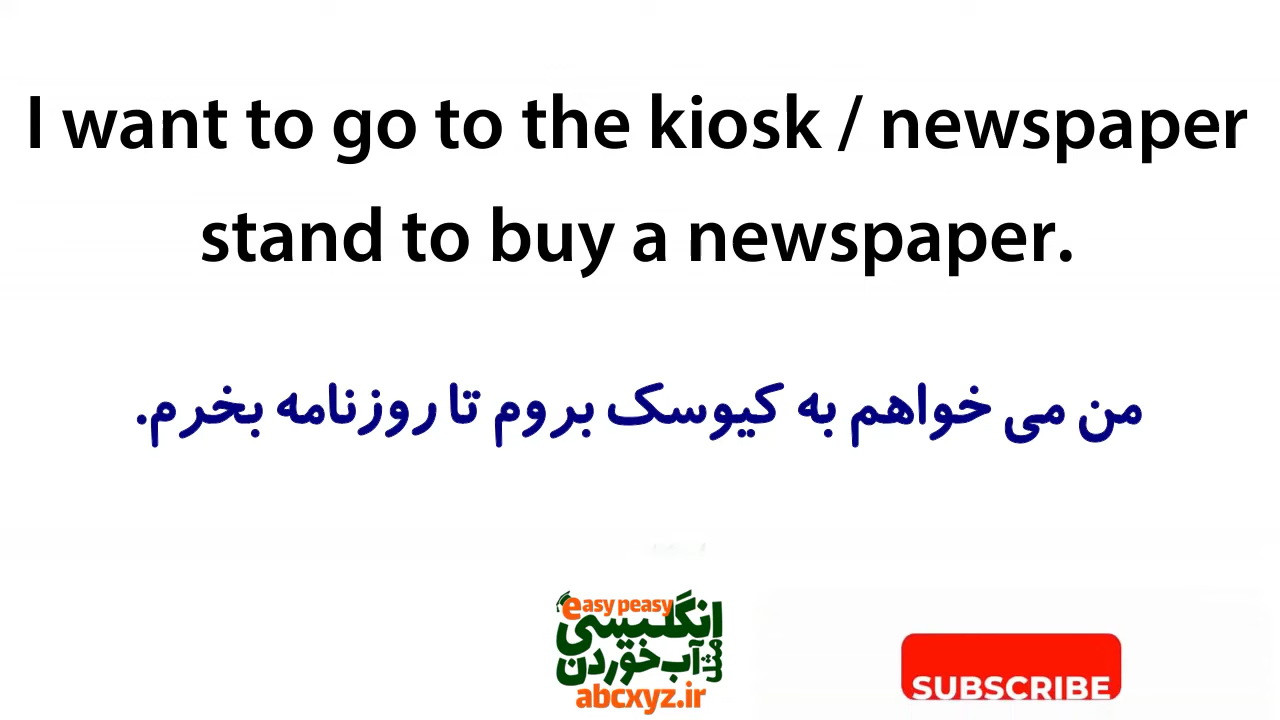 I want to go to the kiosk / newspaper
stand to buy a newspaper.
من می خواهم به کیوسک بروم تا روزنامه بخرم.
easy peasy
انگلیسی
مثل آب خوردن
abcxyz.ir
SUBSCRIBE